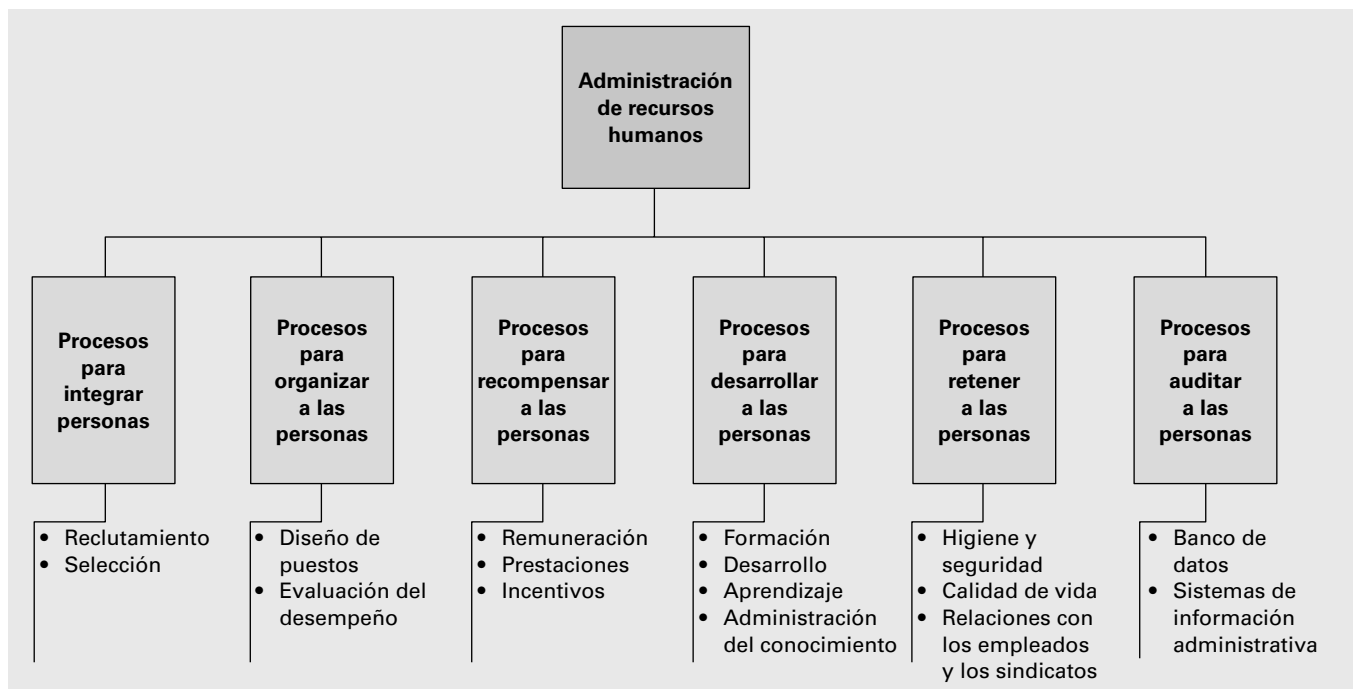 Administración
de recursos
humanos
Procesos
para
integrar
personas
Procesos
para
organizar
a las
personas
Procesos
para
recompensar
a las
personas
Procesos
para
desarrollar
a las
personas
Procesos
para
retener
a las
personas
Procesos
para
auditar
a las
personas
• Reclutamiento
• Selección
• Diseño de
puestos
• Evaluación del
desempeño
• Remuneración
• Prestaciones
• Incentivos
• Formación
• Desarrollo
• Aprendizaje
• Administración
del conocimiento
• Higiene y
seguridad
• Calidad de vida
• Relaciones con
los empleados
y los sindicatos
• Banco de
datos
• Sistemas de
información
administrativa